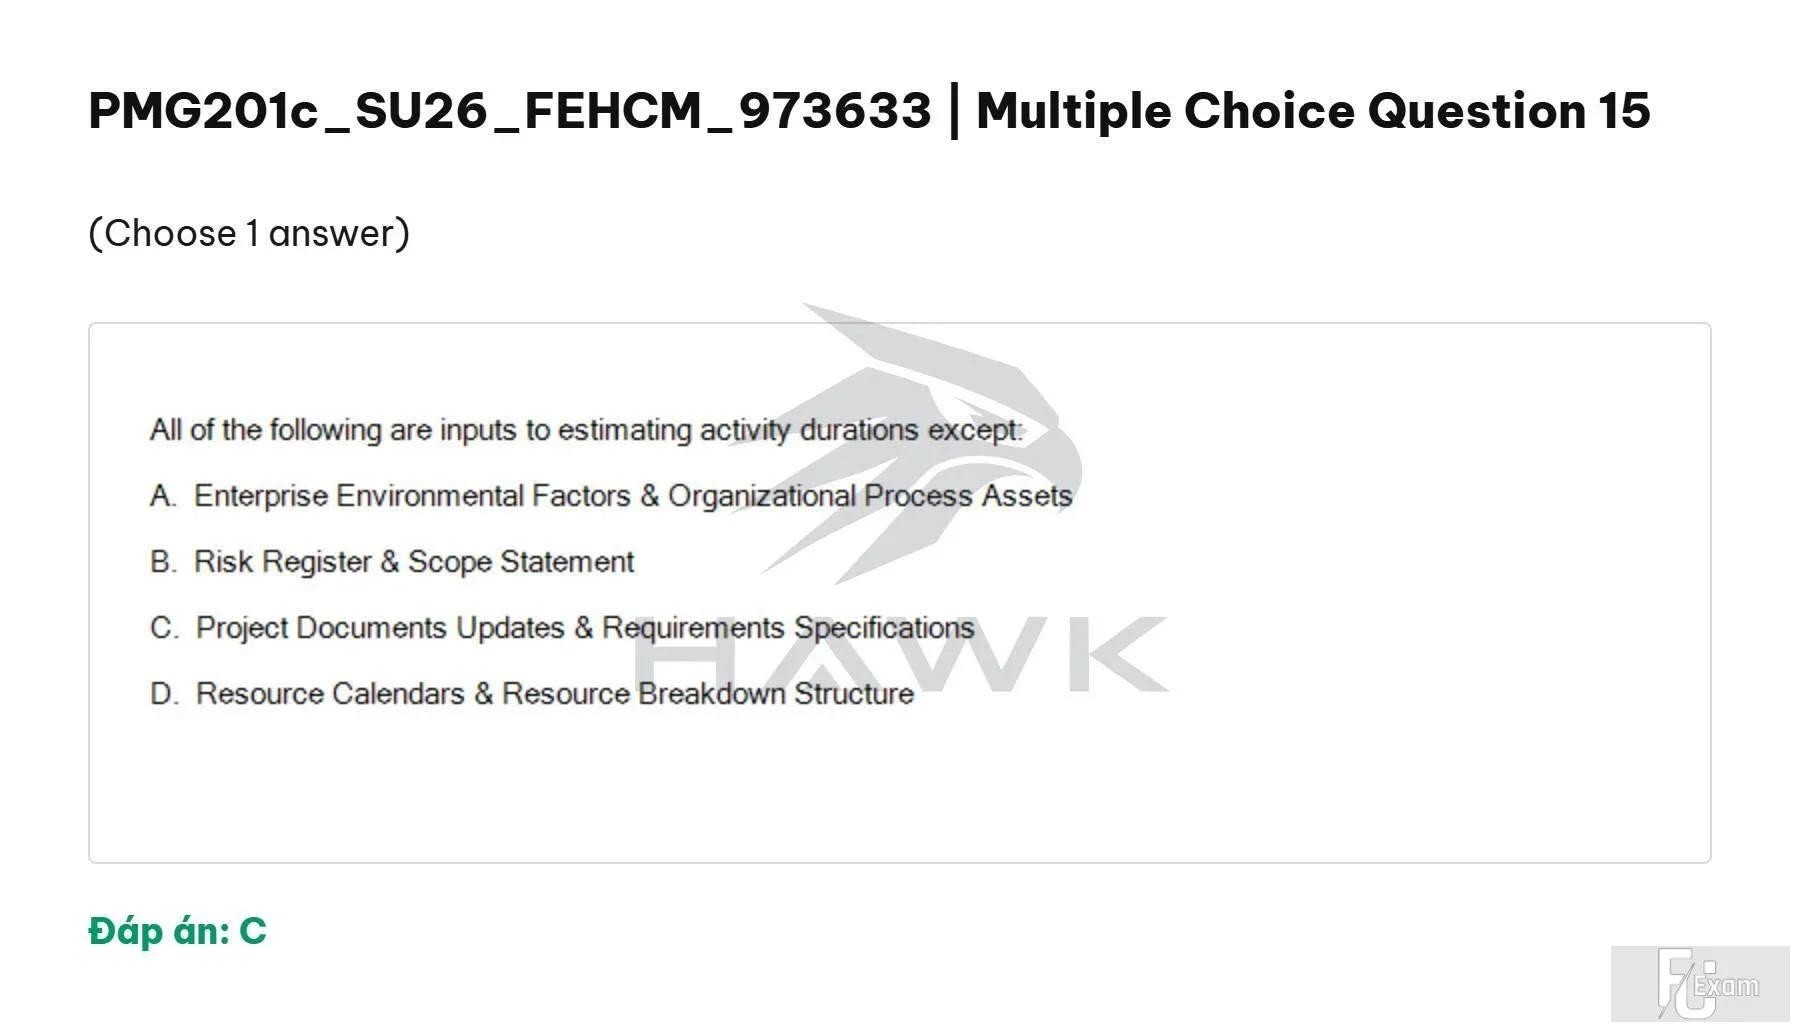 PMG201c_SU26_FEHCM_973633 | Multiple Choice Question 15
(Choose 1 answer)
All of the following are inputs to estimating activity durations except:
A. Enterprise Environmental Factors & Organizational Process Assets
B. Risk Register & Scope Statement
C. Project Documents Updates & Requirements Specifications
D. Resource Calendars & Resource Breakdown Structure
HAWK
Đáp án: C
FU Exam